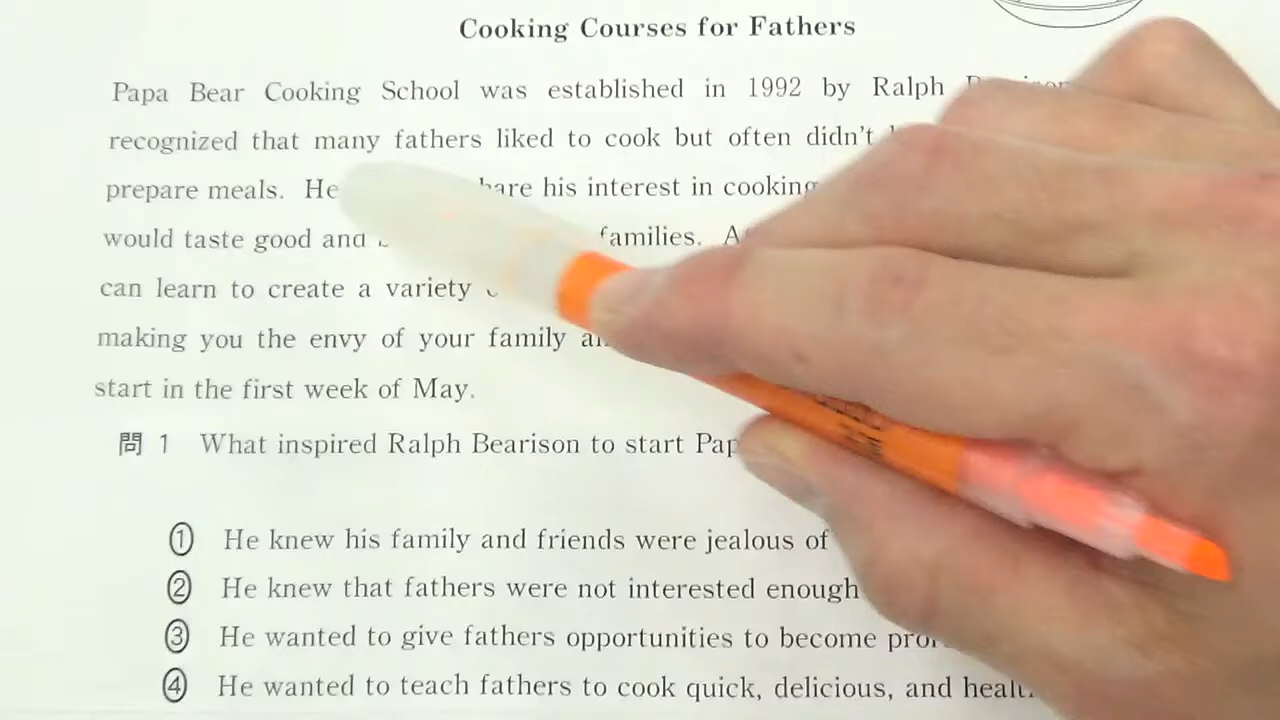 Cooking Courses for Fathers
Papa Bear Cooking School was established in 1992 by Ralph
recognized that many fathers liked to cook but often didn't
prepare meals. He his interest in cooking
would taste good and families.
can learn to create a variety
making you the envy of your family
start in the first week of May.
問 1 What inspired Ralph Bearison to start
① He knew his family and friends were jealous of
② He knew that fathers were not interested enough
③ He wanted to give fathers opportunities to become
④ He wanted to teach fathers to cook quick, delicious, and